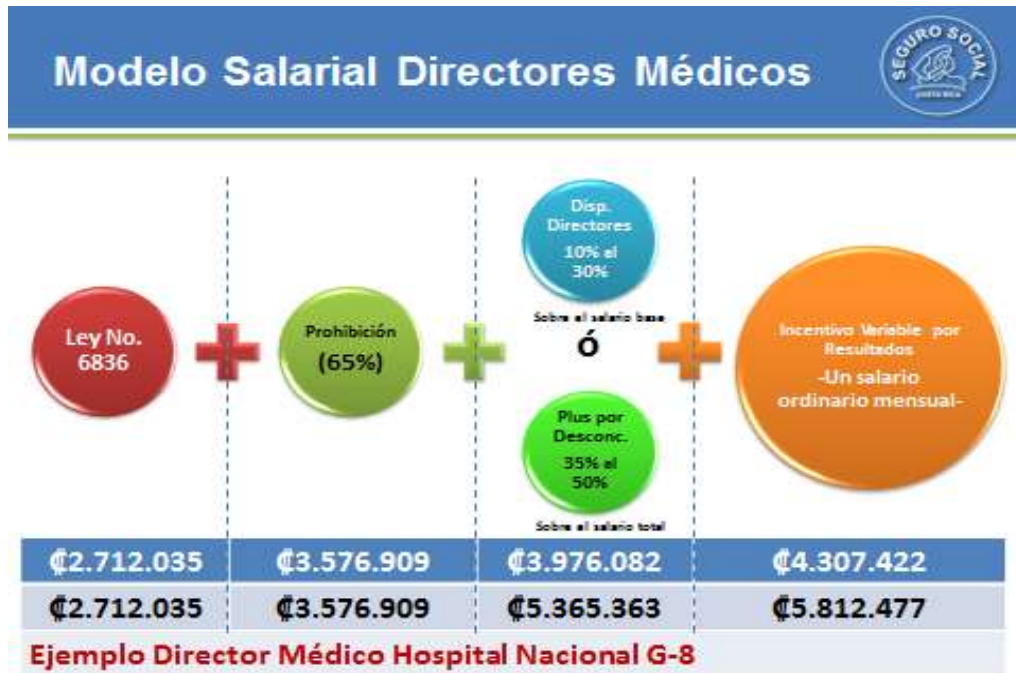 Modelo Salarial Directores Médicos
SEGURO SOCIAL
COSTA RICA
Ley No.
6836
Prohibición
(65%)
Disp.
Directores
10% al
30%
Sobre el salario base
Ó
Plus por
Desconc.
35% al
50%
Sobre el salario total
Incentivo Variable por
Resultados
-Un salario
ordinario mensual-
₡2.712.035 ₡3.576.909 ₡3.976.082 ₡4.307.422
₡2.712.035 ₡3.576.909 ₡5.365.363 ₡5.812.477
Ejemplo Director Médico Hospital Nacional G-8